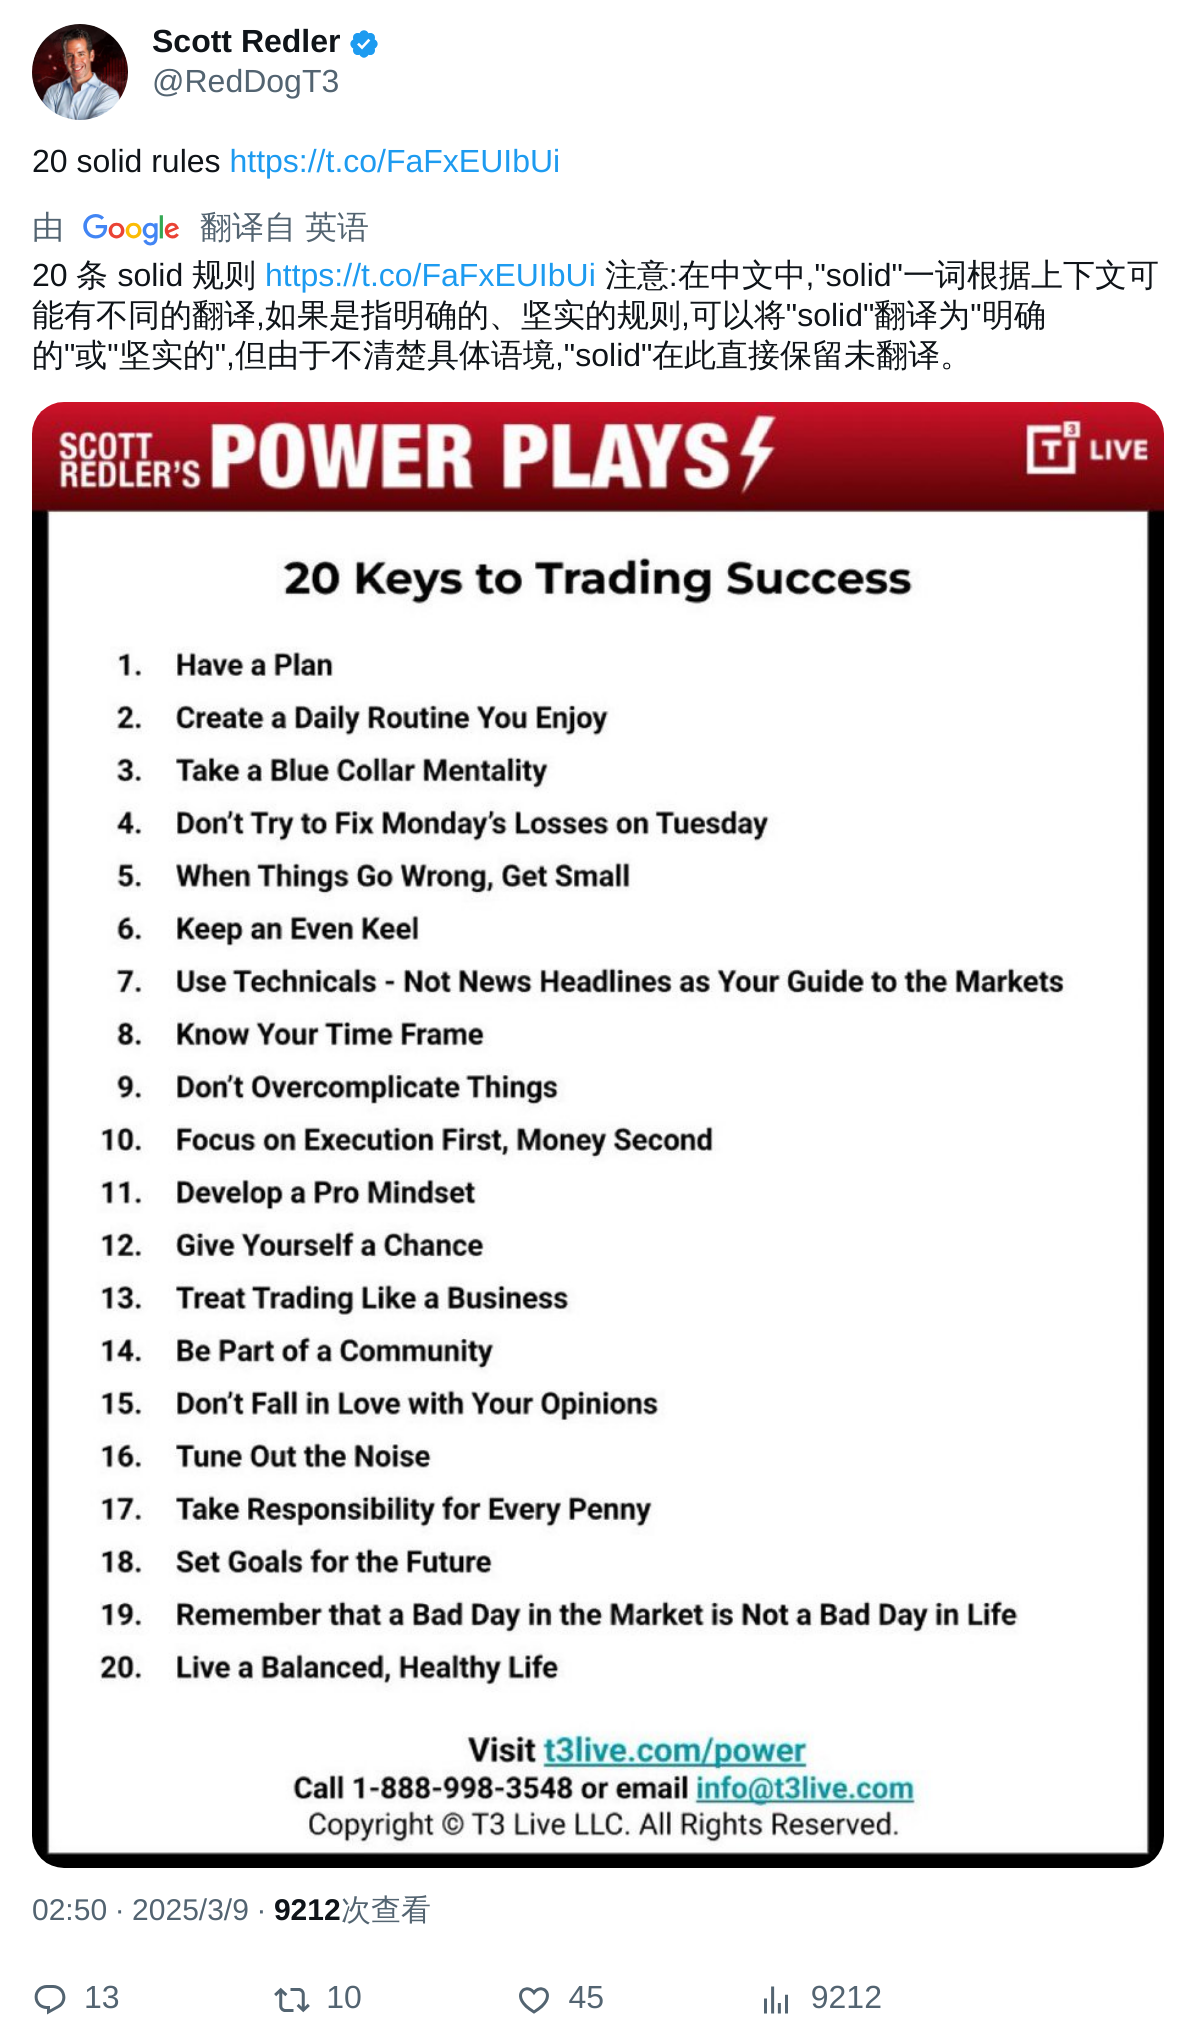 Scott Redler
@RedDogT3
20 solid rules https://t.co/FaFxEUIbUi
由 Google 翻译自 英语
20 条 solid 规则 https://t.co/FaFxEUIbUi 注意:在中文中,"solid"一词根据上下文可
能有不同的翻译,如果是指明确的、坚实的规则,可以将"solid"翻译为"明确
的"或"坚实的",但由于不清楚具体语境,"solid"在此直接保留未翻译。
SCOTT REDLER'S POWER PLAYS T3 LIVE
20 Keys to Trading Success
1. Have a Plan
2. Create a Daily Routine You Enjoy
3. Take a Blue Collar Mentality
4. Don't Try to Fix Monday's Losses on Tuesday
5. When Things Go Wrong, Get Small
6. Keep an Even Keel
7. Use Technicals - Not News Headlines as Your Guide to the Markets
8. Know Your Time Frame
9. Don't Overcomplicate Things
10. Focus on Execution First, Money Second
11. Develop a Pro Mindset
12. Give Yourself a Chance
13. Treat Trading Like a Business
14. Be Part of a Community
15. Don't Fall in Love with Your Opinions
16. Tune Out the Noise
17. Take Responsibility for Every Penny
18. Set Goals for the Future
19. Remember that a Bad Day in the Market is Not a Bad Day in Life
20. Live a Balanced, Healthy Life
Visit t3live.com/power
Call 1-888-998-3548 or email info@t3live.com
Copyright © T3 Live LLC. All Rights Reserved.
02:50 · 2025/3/9 · 9212次查看
13 10 45 9212